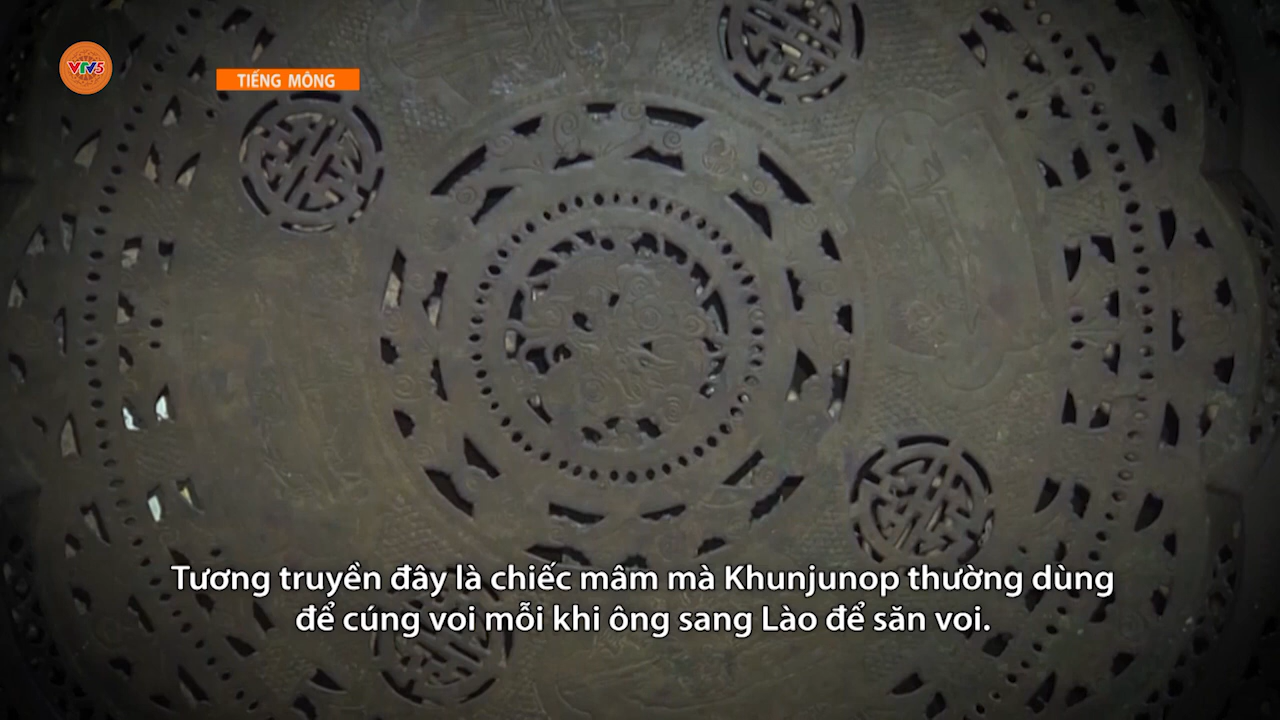 VTV5
TIẾNG MÔNG
Tương truyền đây là chiếc mâm mà Khunjunop thường dùng
để cúng voi mỗi khi ông sang Lào để săn voi.